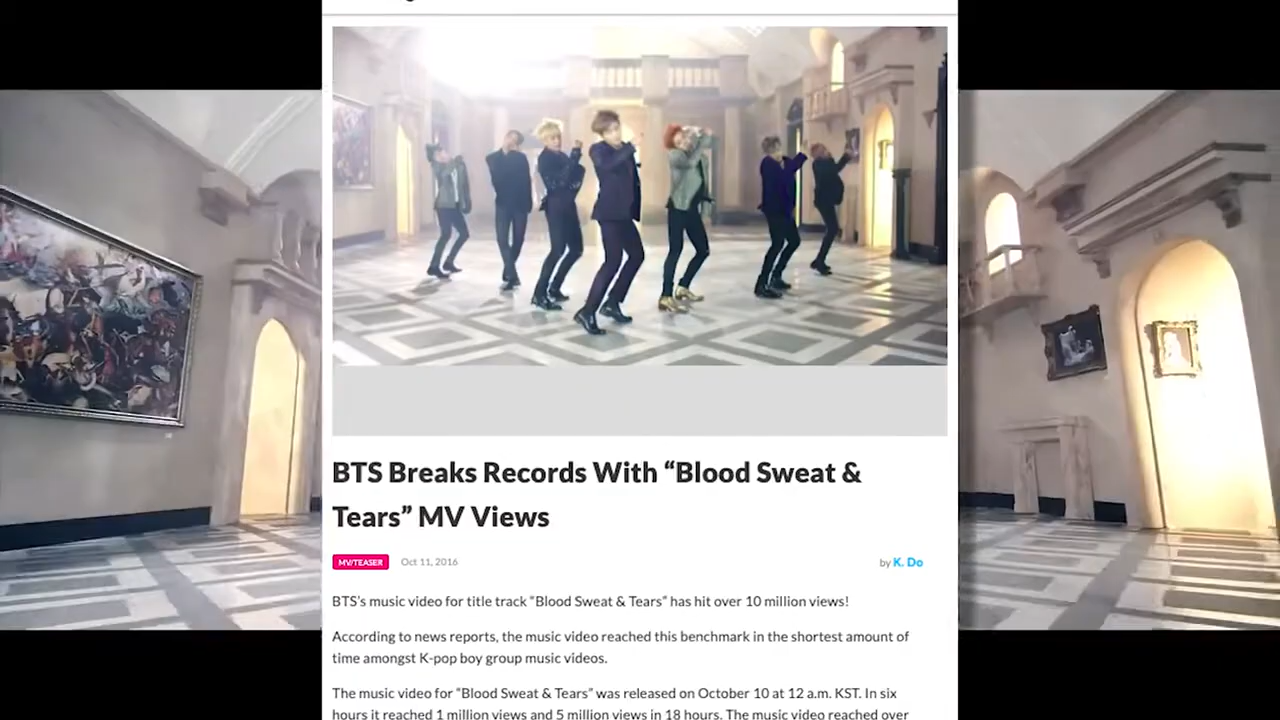 BTS Breaks Records With “Blood Sweat &
Tears” MV Views
MV/TEASER Oct 11, 2016 by K. Do
BTS’s music video for title track “Blood Sweat & Tears” has hit over 10 million views!
According to news reports, the music video reached this benchmark in the shortest amount of
time amongst K-pop boy group music videos.
The music video for “Blood Sweat & Tears” was released on October 10 at 12 a.m. KST. In six
hours it reached 1 million views and 5 million views in 18 hours. The music video reached over